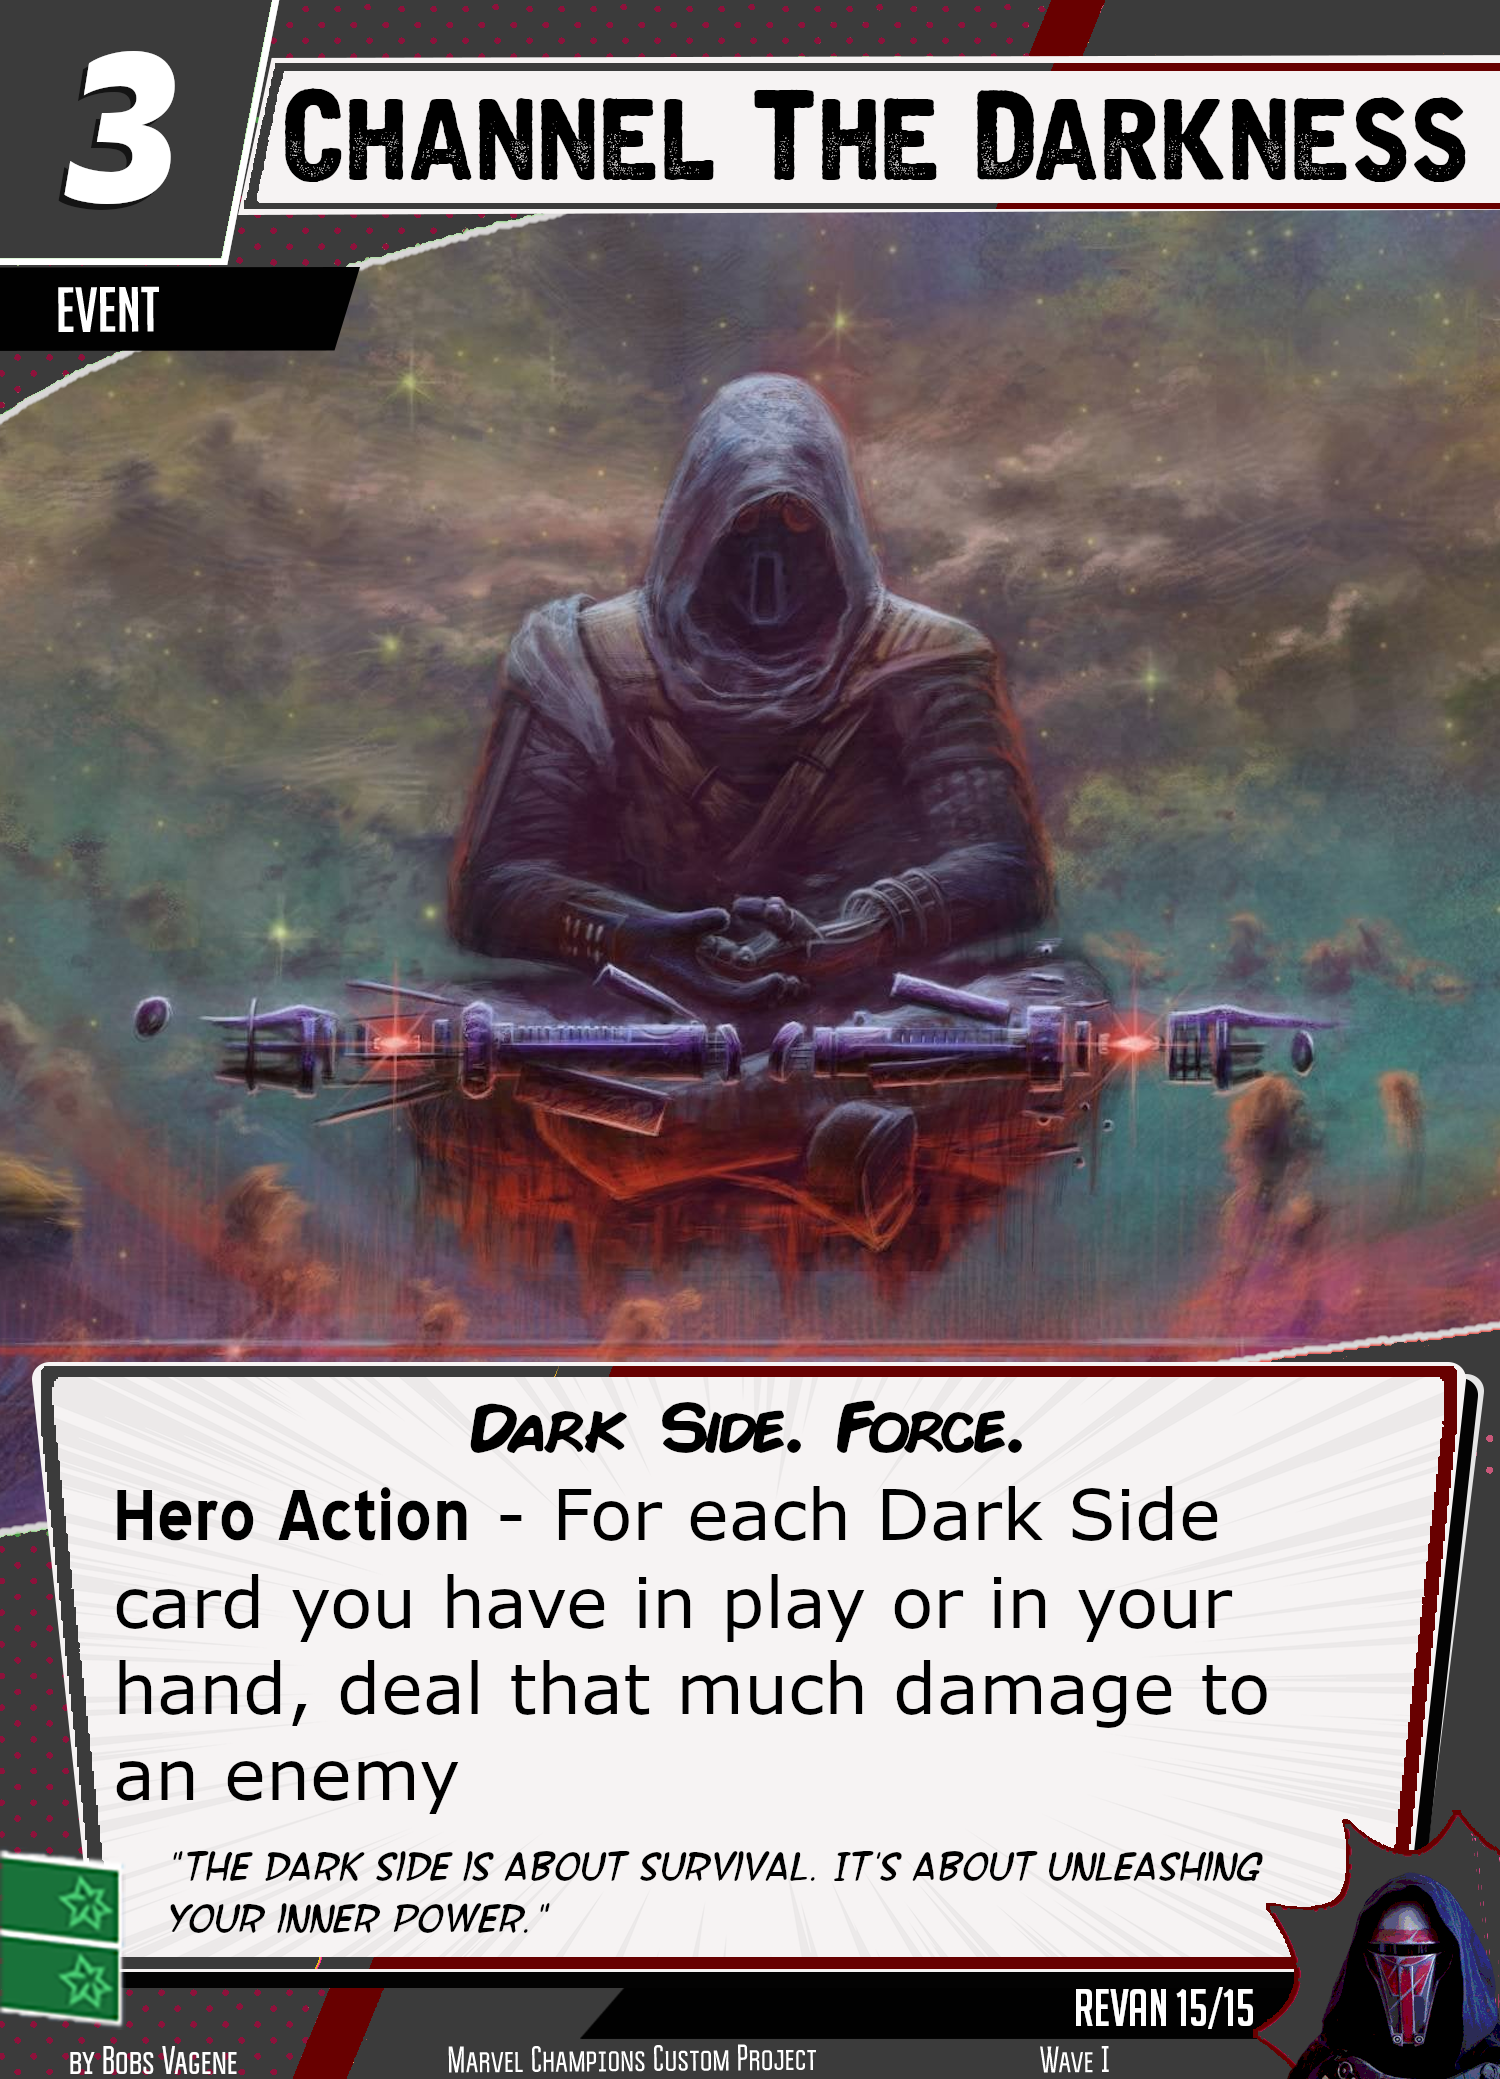 3
Channel The Darkness
EVENT
Dark Side. Force.
Hero Action - For each Dark Side
card you have in play or in your
hand, deal that much damage to
an enemy
"The dark side is about survival. It's about unleashing
your inner power."
REVAN 15/15
by Bobs Vagene
Marvel Champions Custom Project
Wave I